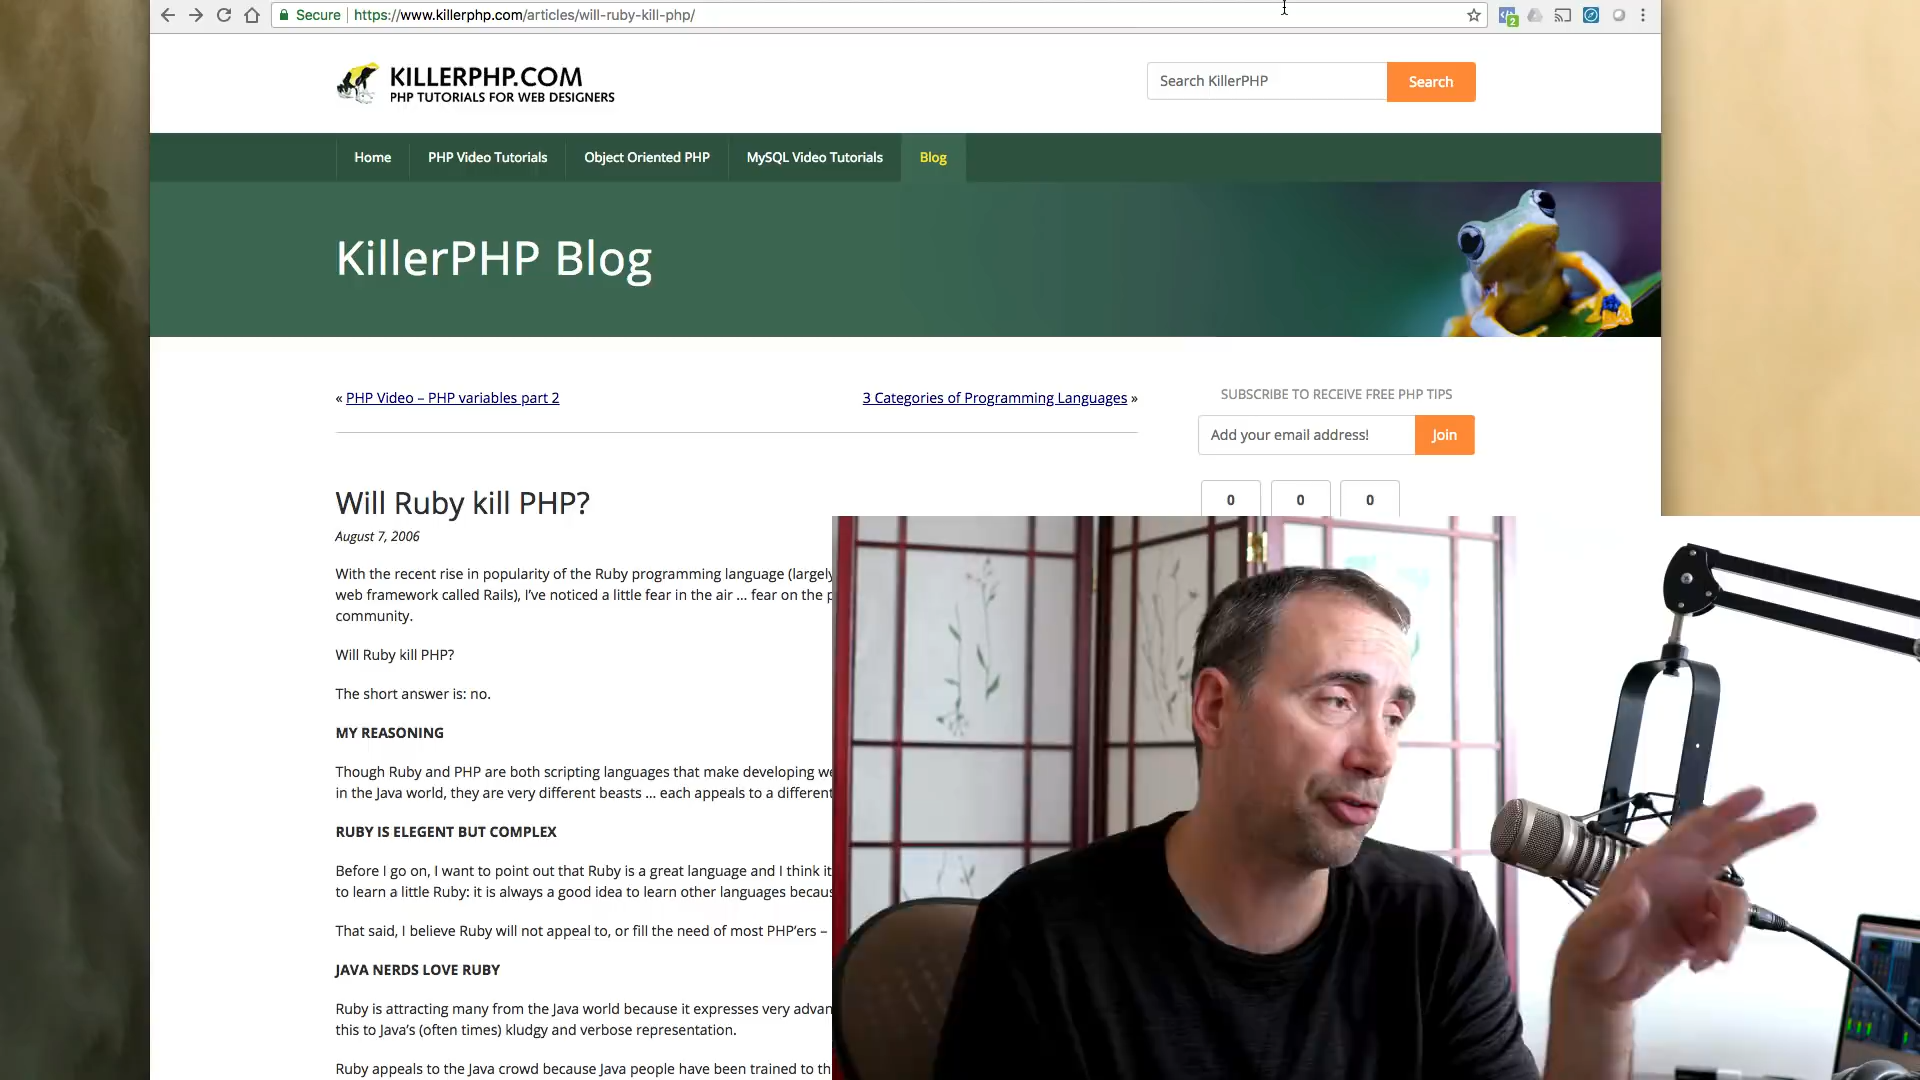 Secure https://www.killerphp.com/articles/will-ruby-kill-php/
2
KILLERPHP.COM
PHP TUTORIALS FOR WEB DESIGNERS
Search KillerPHP Search
Home PHP Video Tutorials Object Oriented PHP MySQL Video Tutorials Blog
KillerPHP Blog
« PHP Video – PHP variables part 2 3 Categories of Programming Languages »
SUBSCRIBE TO RECEIVE FREE PHP TIPS
Add your email address! Join
0 0 0
Will Ruby kill PHP?
August 7, 2006
With the recent rise in popularity of the Ruby programming language (largely
web framework called Rails), I've noticed a little fear in the air ... fear on the p
community.
Will Ruby kill PHP?
The short answer is: no.
MY REASONING
Though Ruby and PHP are both scripting languages that make developing we
in the Java world, they are very different beasts ... each appeals to a different
RUBY IS ELEGENT BUT COMPLEX
Before I go on, I want to point out that Ruby is a great language and I think it
to learn a little Ruby: it is always a good idea to learn other languages becau
That said, I believe Ruby will not appeal to, or fill the need of most PHP'ers –
JAVA NERDS LOVE RUBY
Ruby is attracting many from the Java world because it expresses very advan
this to Java's (often times) kludgy and verbose representation.
Ruby appeals to the Java crowd because Java people have been trained to th